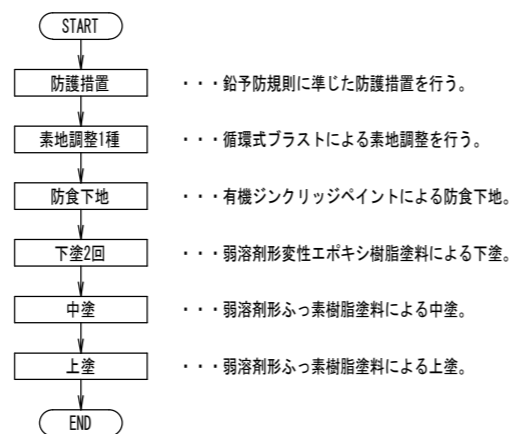 START
防護措置 ・・・鉛予防規則に準じた防護措置を行う。
素地調整1種 ・・・循環式ブラストによる素地調整を行う。
防食下地 ・・・有機ジンクリッジペイントによる防食下地。
下塗2回 ・・・弱溶剤形変性エポキシ樹脂塗料による下塗。
中塗 ・・・弱溶剤形ふっ素樹脂塗料による中塗。
上塗 ・・・弱溶剤形ふっ素樹脂塗料による上塗。
END